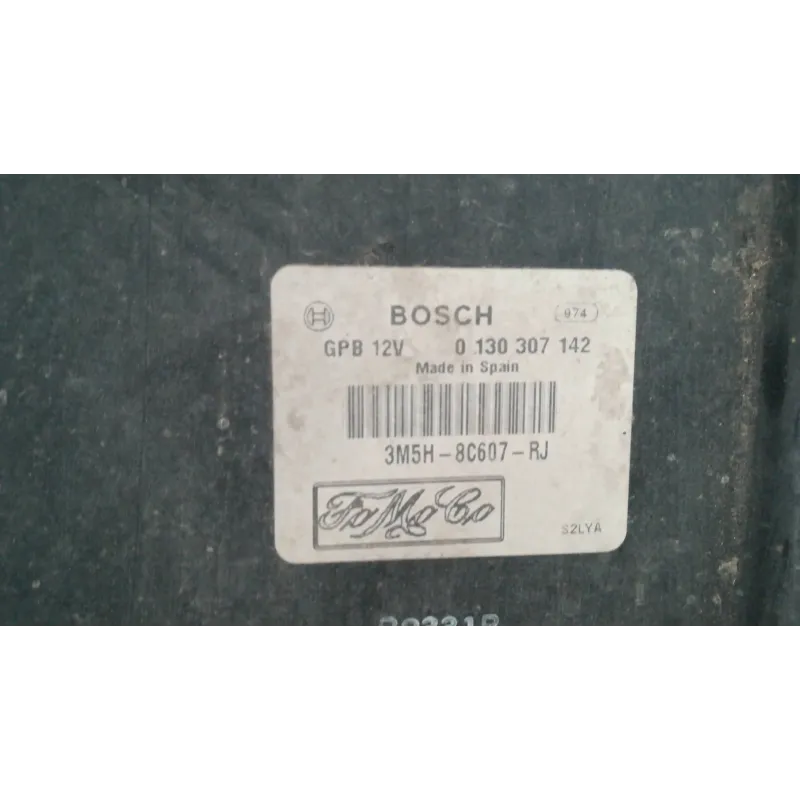 BOSCH 974
GPB 12V 0 130 307 142
Made in Spain
3M5H-8C607-RJ
FoMoCo
S2LYA